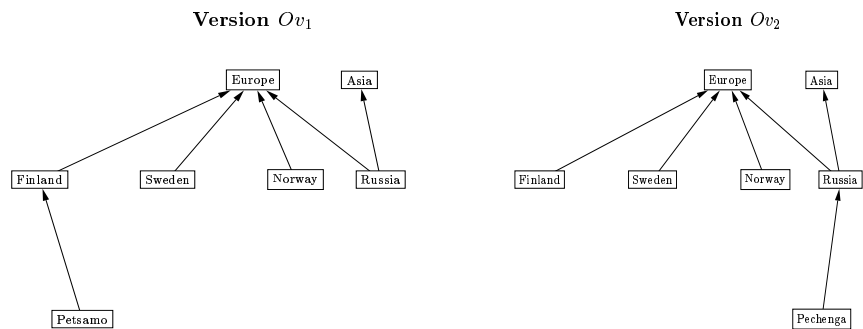 Version Ov1
Version Ov2
Europe
Asia
Europe
Asia
Finland
Sweden
Norway
Russia
Finland
Sweden
Norway
Russia
Petsamo
Pechenga